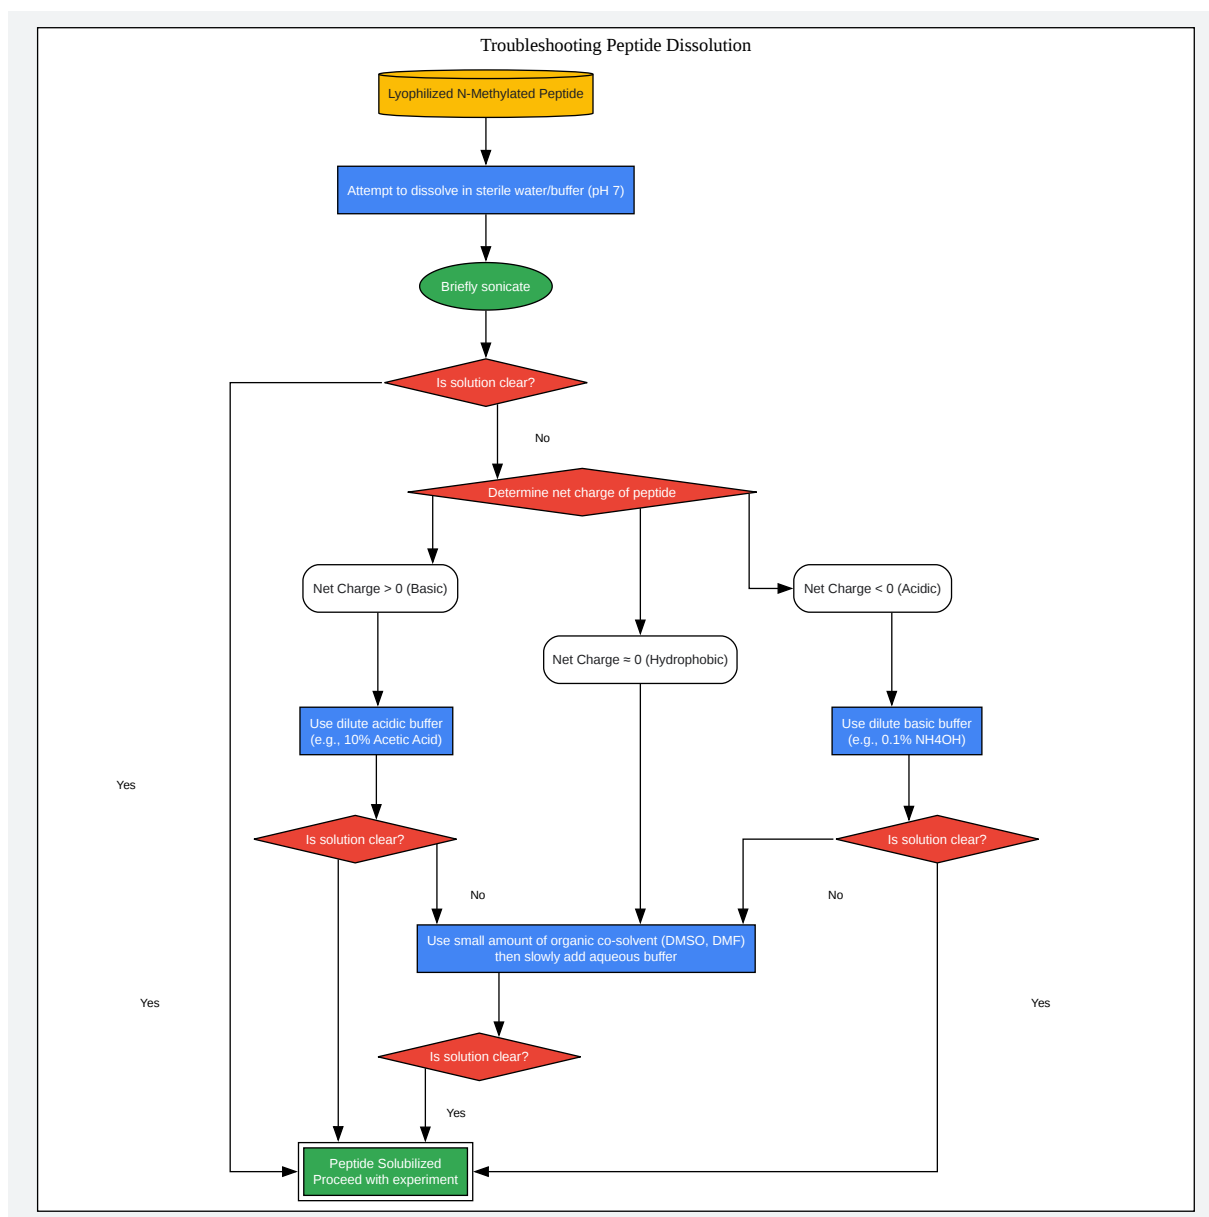 Troubleshooting Peptide Dissolution
Lyophilized N-Methylated Peptide
Attempt to dissolve in sterile water/buffer (pH 7)
Briefly sonicate
Is solution clear?
No
Determine net charge of peptide
Net Charge > 0 (Basic)
Net Charge < 0 (Acidic)
Net Charge ≈ 0 (Hydrophobic)
Use dilute acidic buffer
(e.g., 10% Acetic Acid)
Use dilute basic buffer
(e.g., 0.1% NH4OH)
Yes
Is solution clear?
Is solution clear?
No
No
Use small amount of organic co-solvent (DMSO, DMF)
then slowly add aqueous buffer
Yes
Yes
Is solution clear?
Yes
Peptide Solubilized
Proceed with experiment